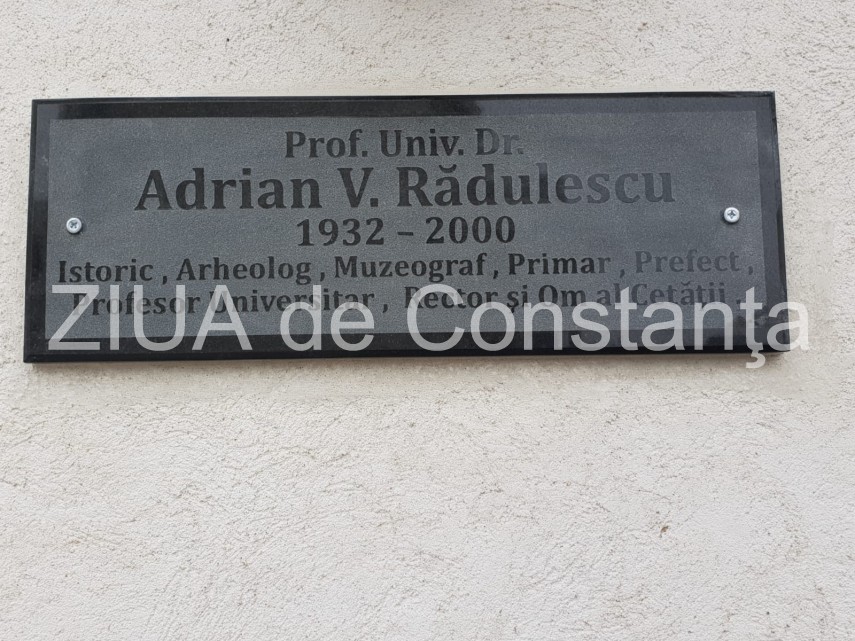 Prof. Univ. Dr.
Adrian V. Rădulescu
1932 – 2000
Istoric , Arheolog , Muzeograf , Primar , Prefect ,
Profesor Universitar , Rector și Om al Cetății .
ZIUA de Constanţa